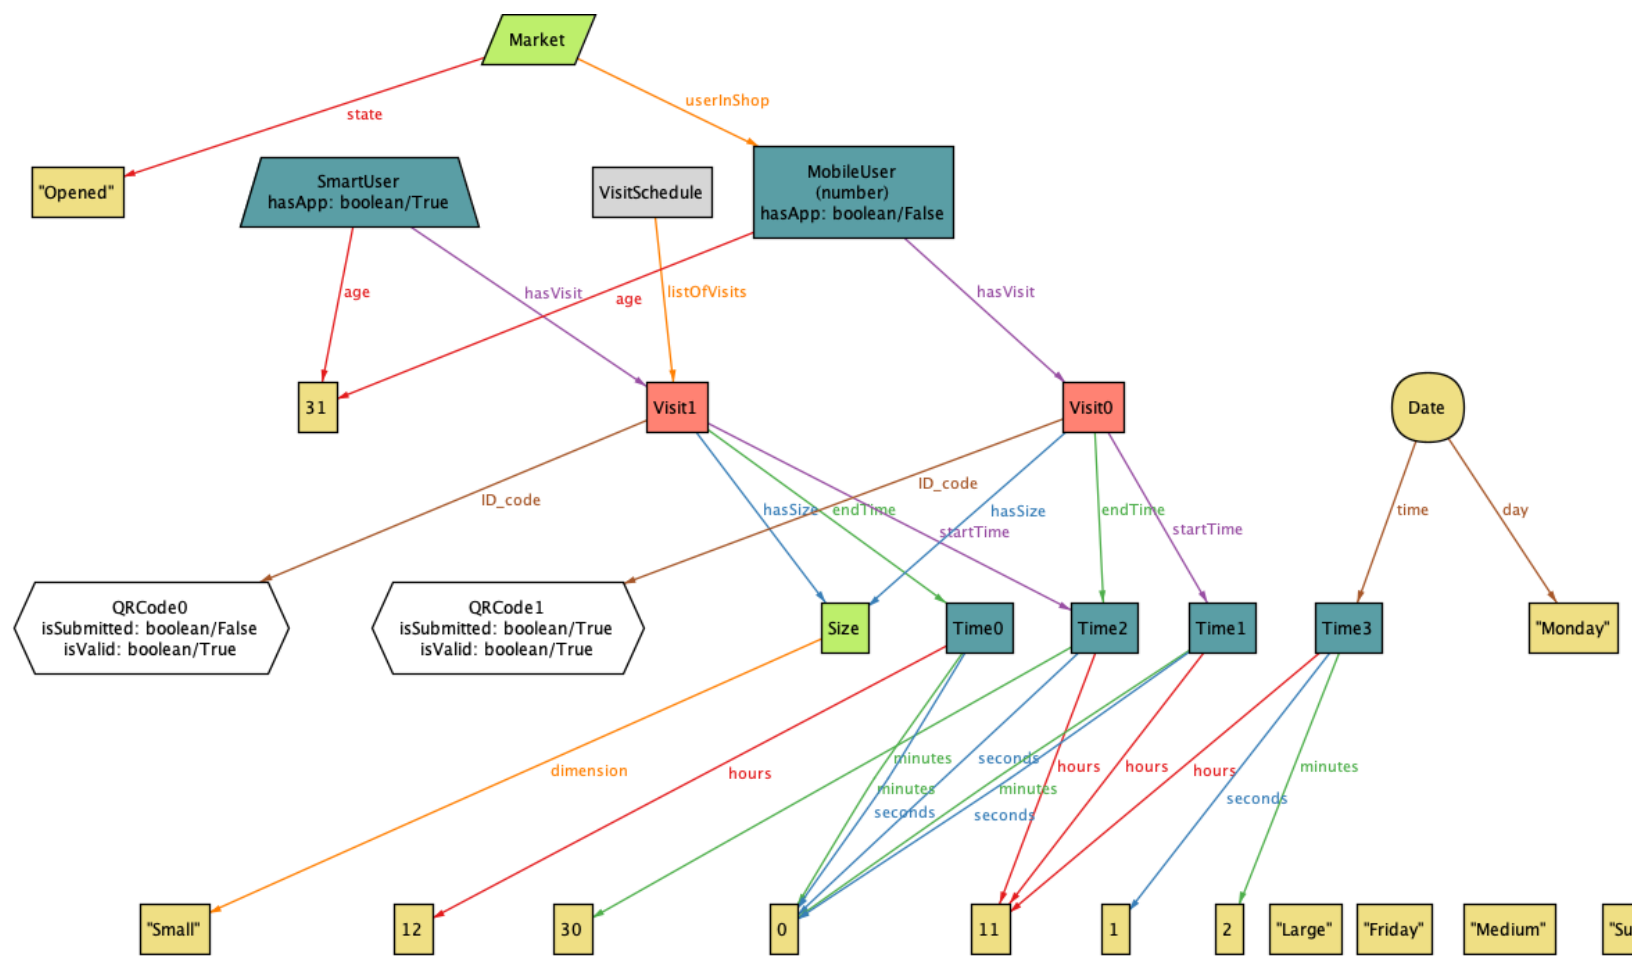 Market
userInShop
state
"Opened"
SmartUser
hasApp: boolean/True
VisitSchedule
MobileUser
(number)
hasApp: boolean/False
age
hasVisit
age
listOfVisits
hasVisit
31
Visit1
Visit0
Date
ID_code
hasSize
endTime
startTime
ID_code
hasSize
endTime
startTime
time
day
QRCode0
isSubmitted: boolean/False
isValid: boolean/True
QRCode1
isSubmitted: boolean/True
isValid: boolean/True
Size
Time0
Time2
Time1
Time3
"Monday"
dimension
hours
minutes
minutes
seconds
seconds
minutes
seconds
hours
hours
hours
seconds
minutes
"Small"
12
30
0
11
1
2
"Large"
"Friday"
"Medium"
"Su